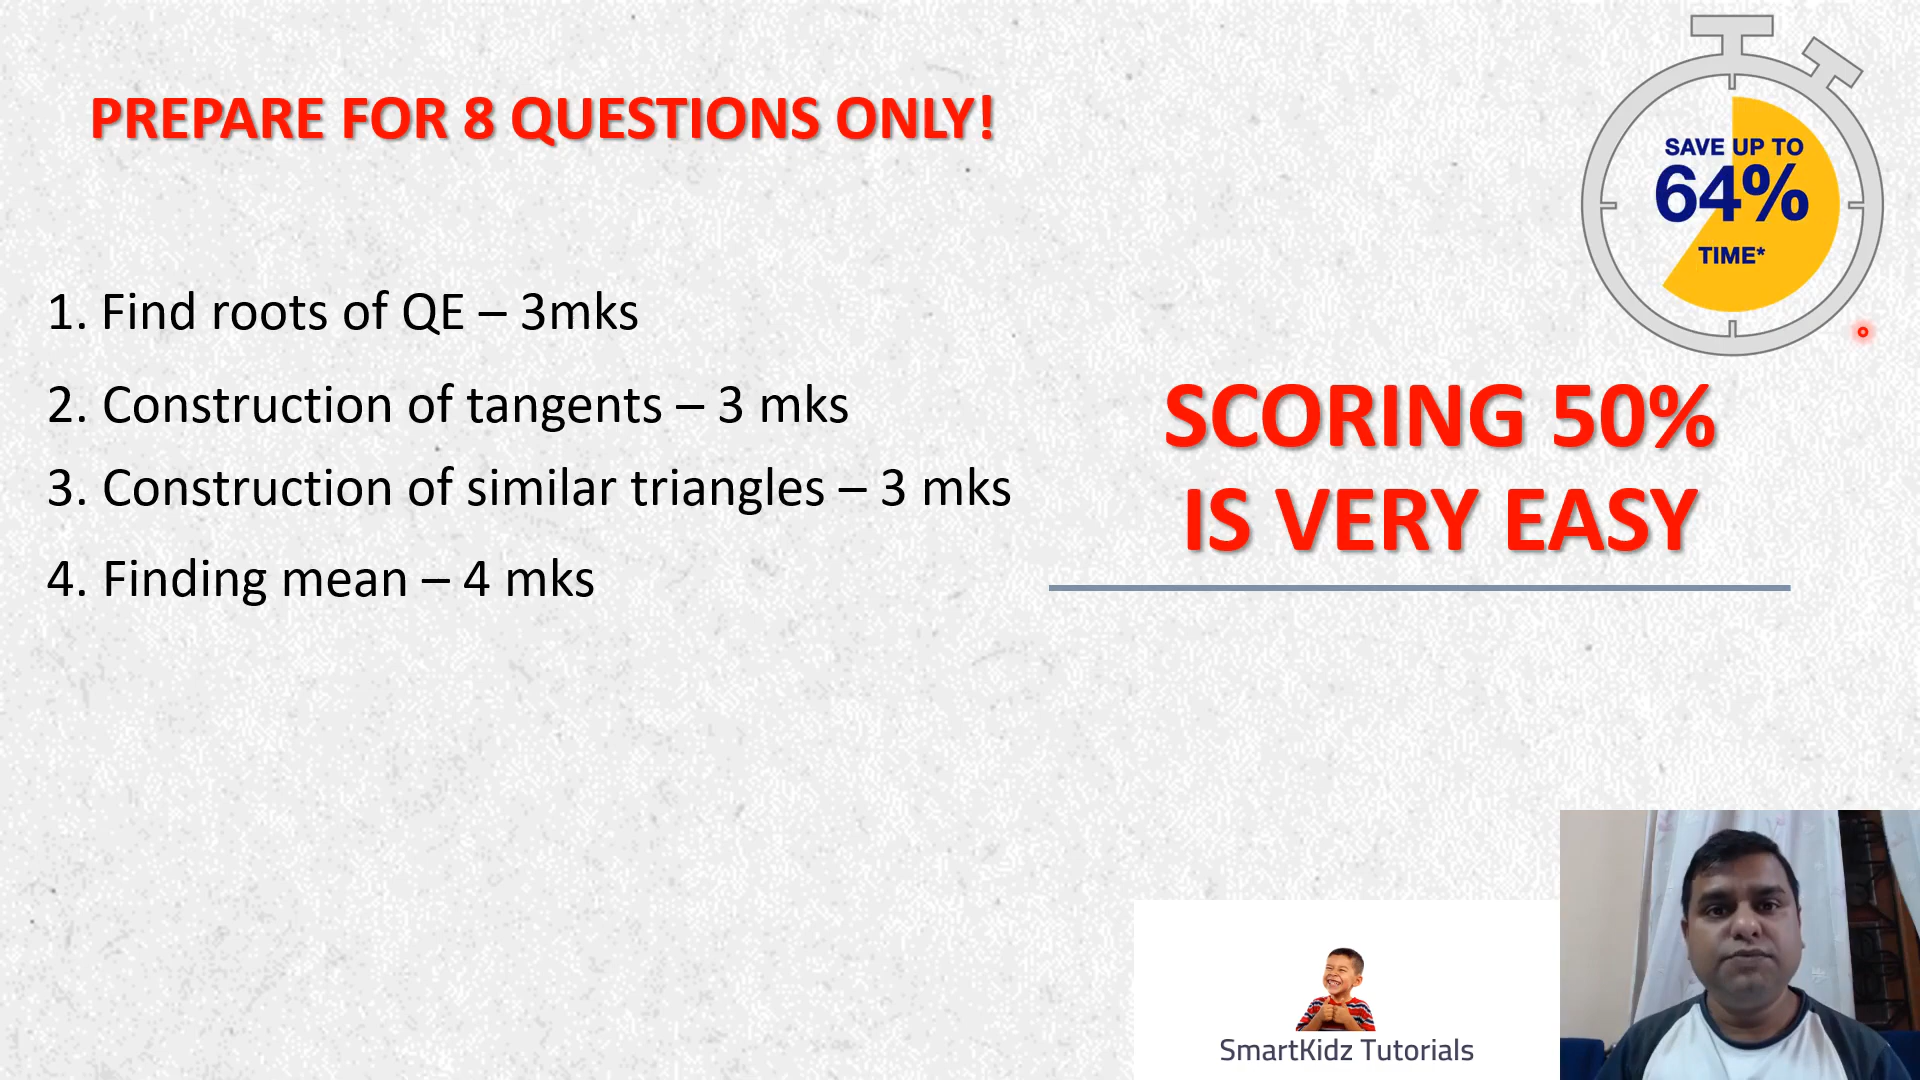 PREPARE FOR 8 QUESTIONS ONLY!
SAVE UP TO
64%
TIME*
1. Find roots of QE – 3mks
2. Construction of tangents – 3 mks
3. Construction of similar triangles – 3 mks
4. Finding mean – 4 mks
SCORING 50%
IS VERY EASY
SmartKidz Tutorials